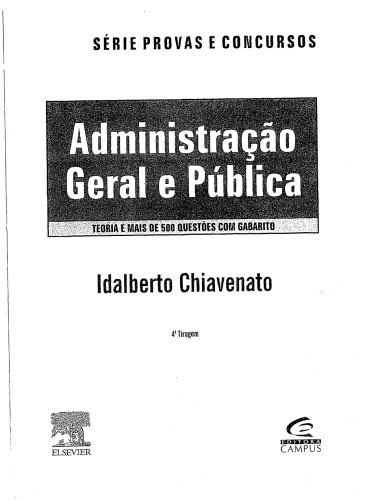 SÉRIE PROVAS E CONCURSOS
Administração
Geral e Pública
TEORIA E MAIS DE 500 QUESTÕES COM GABARITO
Idalberto Chiavenato
4ª Tiragem
ELSEVIER
EDITORA
CAMPUS